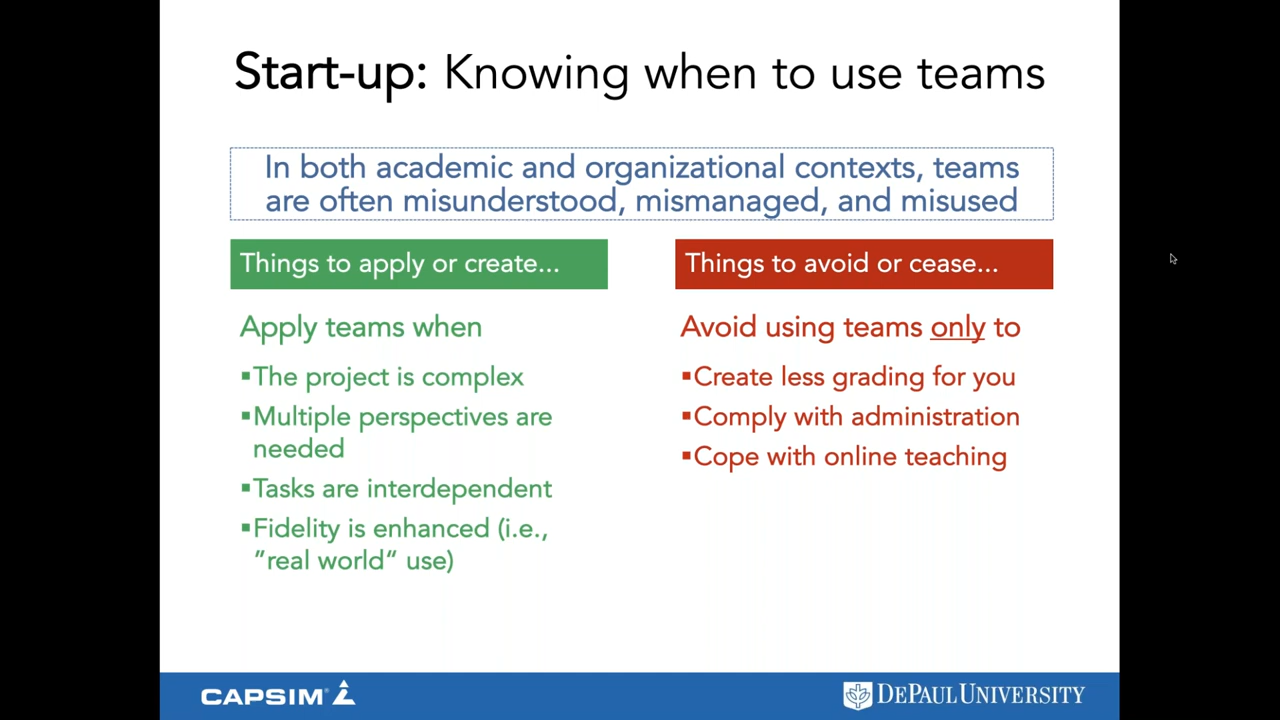 Start-up: Knowing when to use teams
In both academic and organizational contexts, teams
are often misunderstood, mismanaged, and misused
Things to apply or create...
Apply teams when
▪The project is complex
▪Multiple perspectives are
needed
▪Tasks are interdependent
▪Fidelity is enhanced (i.e.,
”real world“ use)
Things to avoid or cease...
Avoid using teams only to
▪Create less grading for you
▪Comply with administration
▪Cope with online teaching
CAPSIM®
DEPAUL UNIVERSITY